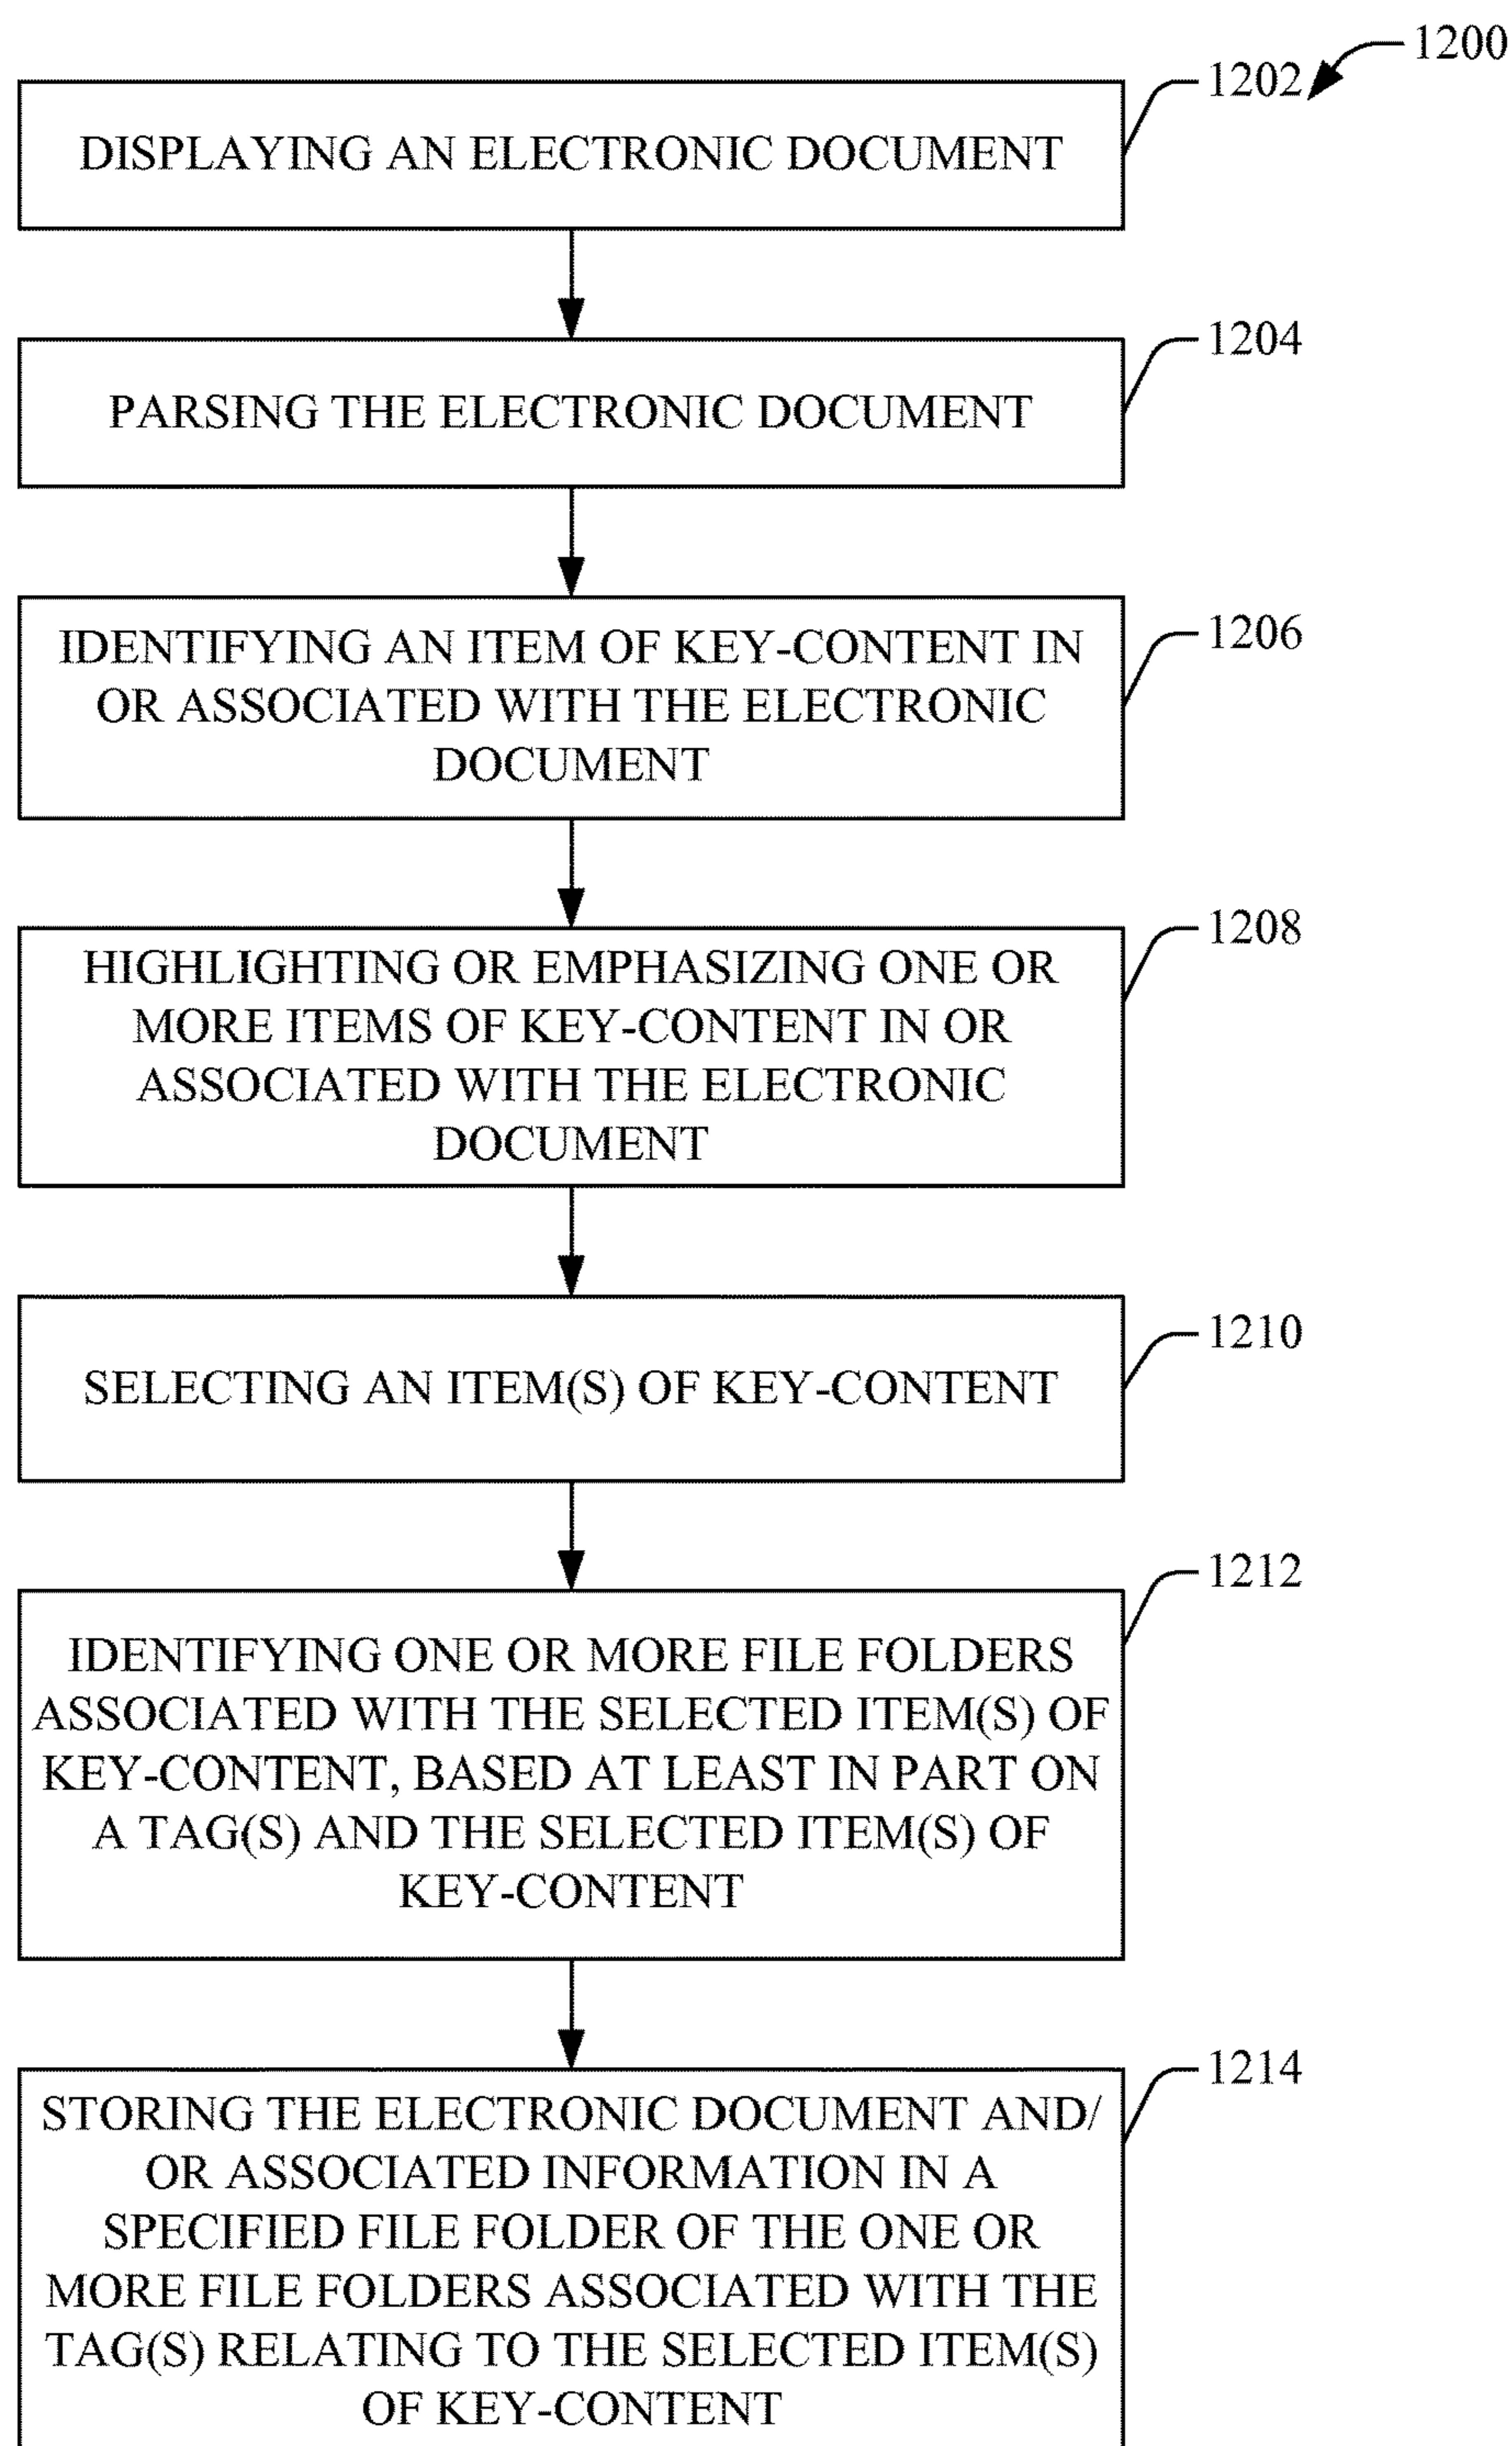 1200
1202
DISPLAYING AN ELECTRONIC DOCUMENT
1204
PARSING THE ELECTRONIC DOCUMENT
1206
IDENTIFYING AN ITEM OF KEY-CONTENT IN
OR ASSOCIATED WITH THE ELECTRONIC
DOCUMENT
1208
HIGHLIGHTING OR EMPHASIZING ONE OR
MORE ITEMS OF KEY-CONTENT IN OR
ASSOCIATED WITH THE ELECTRONIC
DOCUMENT
1210
SELECTING AN ITEM(S) OF KEY-CONTENT
1212
IDENTIFYING ONE OR MORE FILE FOLDERS
ASSOCIATED WITH THE SELECTED ITEM(S) OF
KEY-CONTENT, BASED AT LEAST IN PART ON
A TAG(S) AND THE SELECTED ITEM(S) OF
KEY-CONTENT
1214
STORING THE ELECTRONIC DOCUMENT AND/
OR ASSOCIATED INFORMATION IN A
SPECIFIED FILE FOLDER OF THE ONE OR
MORE FILE FOLDERS ASSOCIATED WITH THE
TAG(S) RELATING TO THE SELECTED ITEM(S)
OF KEY-CONTENT